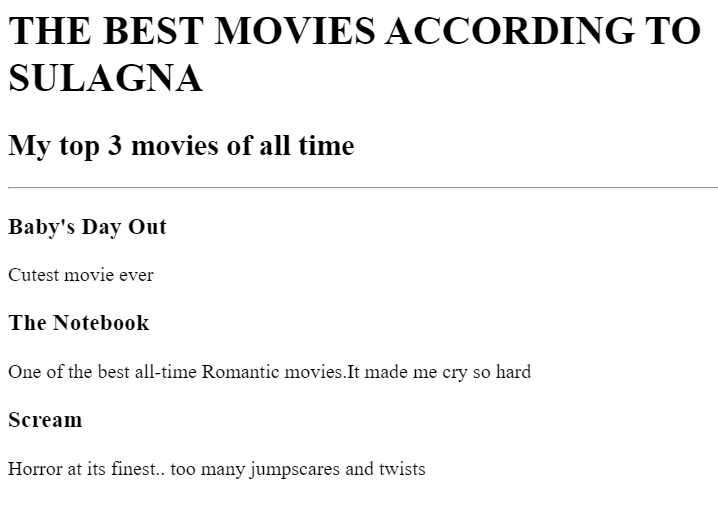 THE BEST MOVIES ACCORDING TO
SULAGNA
My top 3 movies of all time
Baby's Day Out
Cutest movie ever
The Notebook
One of the best all-time Romantic movies.It made me cry so hard
Scream
Horror at its finest.. too many jumpscares and twists